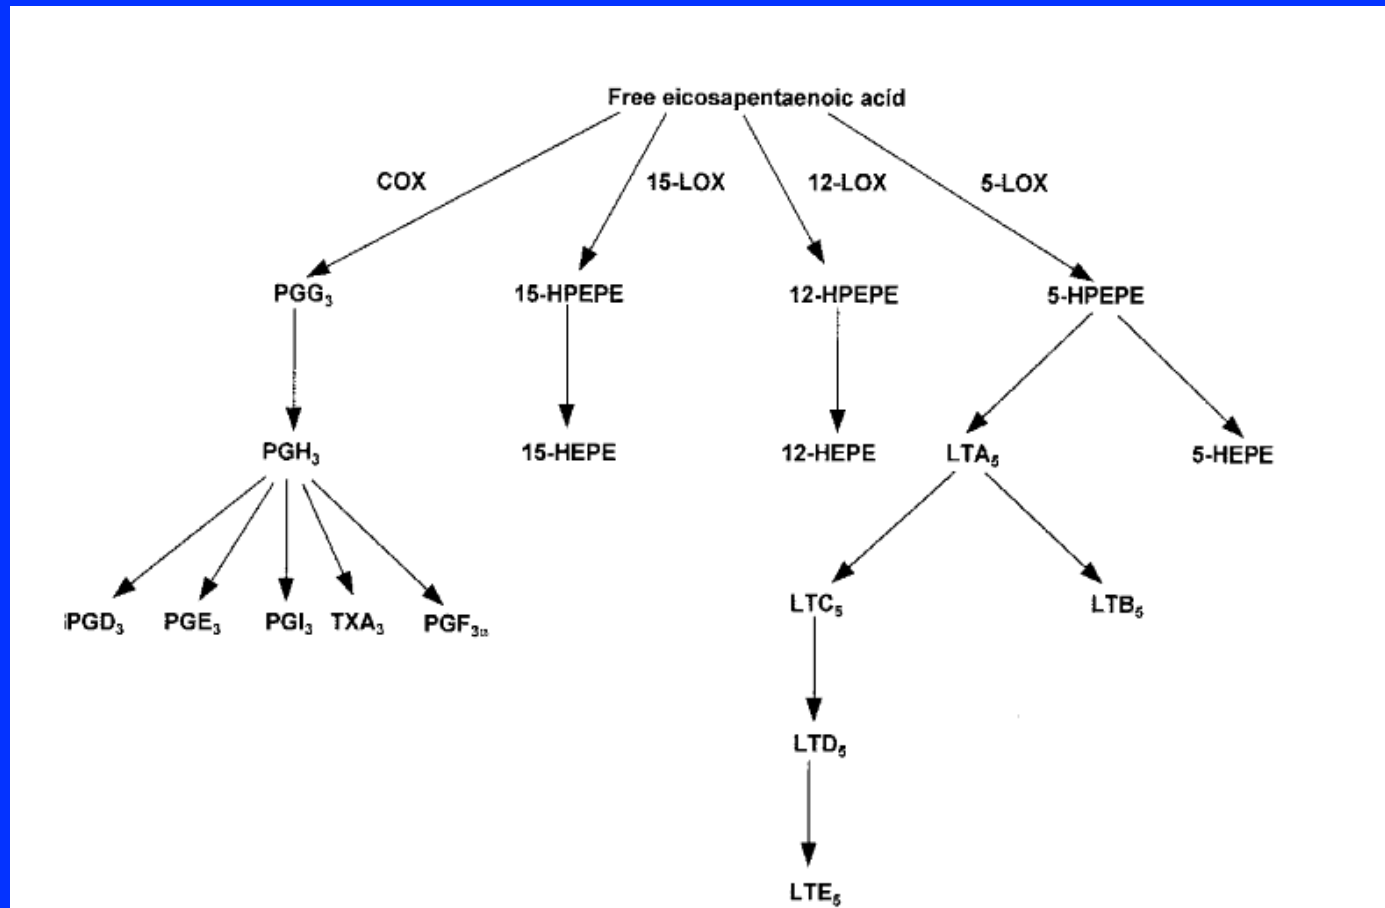 Free eicosapentaenoic acid
COX 15-LOX 12-LOX 5-LOX
PGG₃ 15-HPEPE 12-HPEPE 5-HPEPE
PGH₃ 15-HEPE 12-HEPE LTA₅ 5-HEPE
LTC₅ LTB₅
PGD₃ PGE₃ PGI₃ TXA₃ PGF₃α
LTD₅
LTE₅